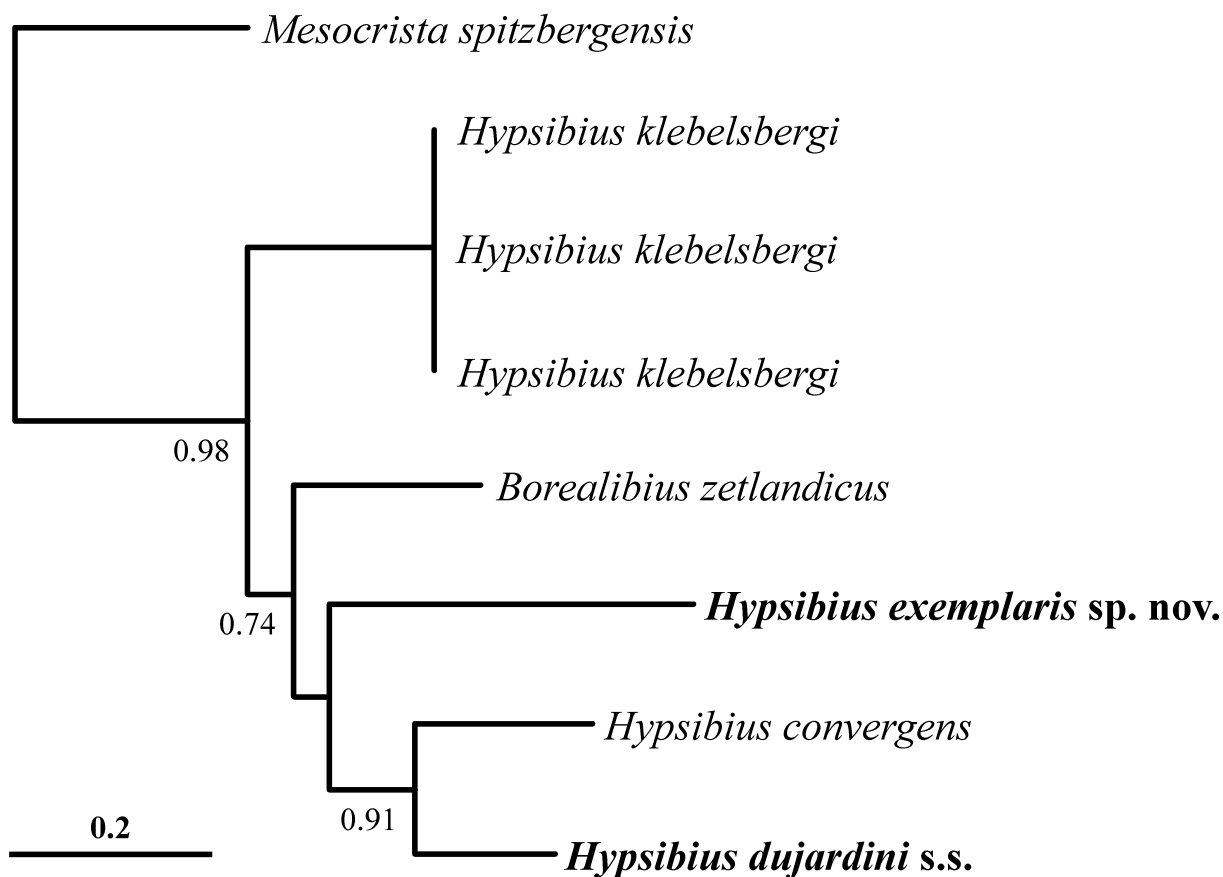 Mesocrista spitzbergensis
Hypsibius klebelsbergi
Hypsibius klebelsbergi
Hypsibius klebelsbergi
0.98
Borealibius zetlandicus
Hypsibius exemplaris sp. nov.
0.74
Hypsibius convergens
0.91
0.2
Hypsibius dujardini s.s.